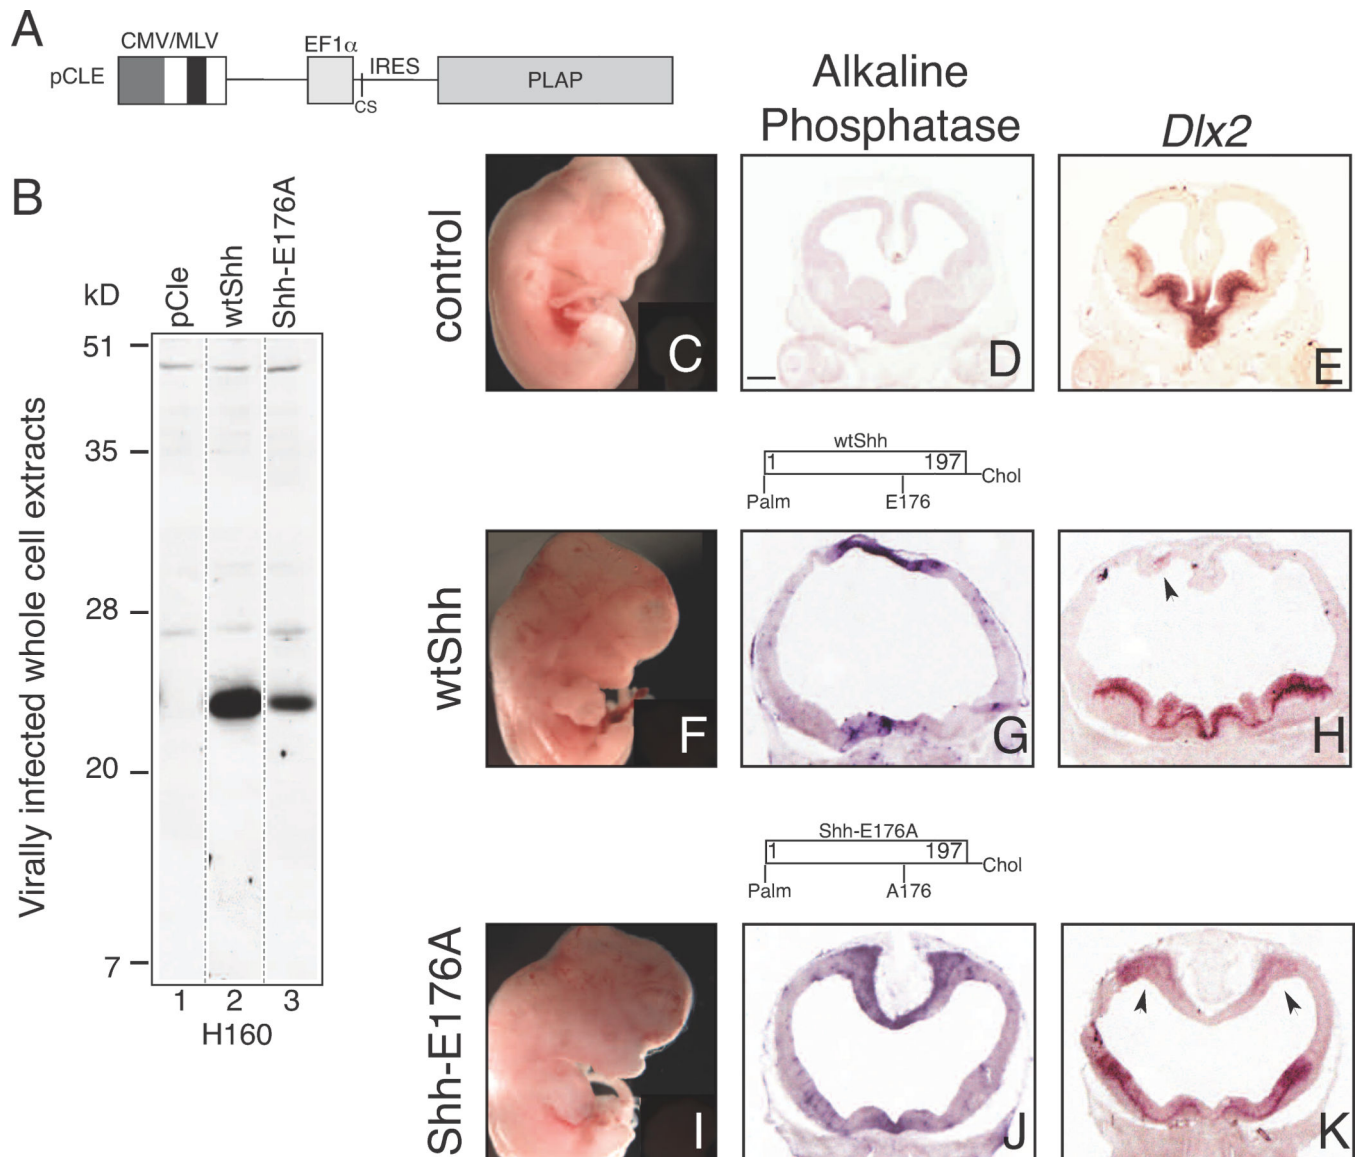 A
CMV/MLV
EF1α
pCLE
IRES
CS
PLAP
Alkaline
Phosphatase
Dlx2
B
kD
pCle
wtShh
Shh-E176A
51
35
28
20
7
Virally infected whole cell extracts
1 2 3
H160
control
C
D
E
wtShh
1 197
Chol
Palm
E176
wtShh
F
G
H
Shh-E176A
1 197
Chol
Palm
A176
Shh-E176A
I
J
K